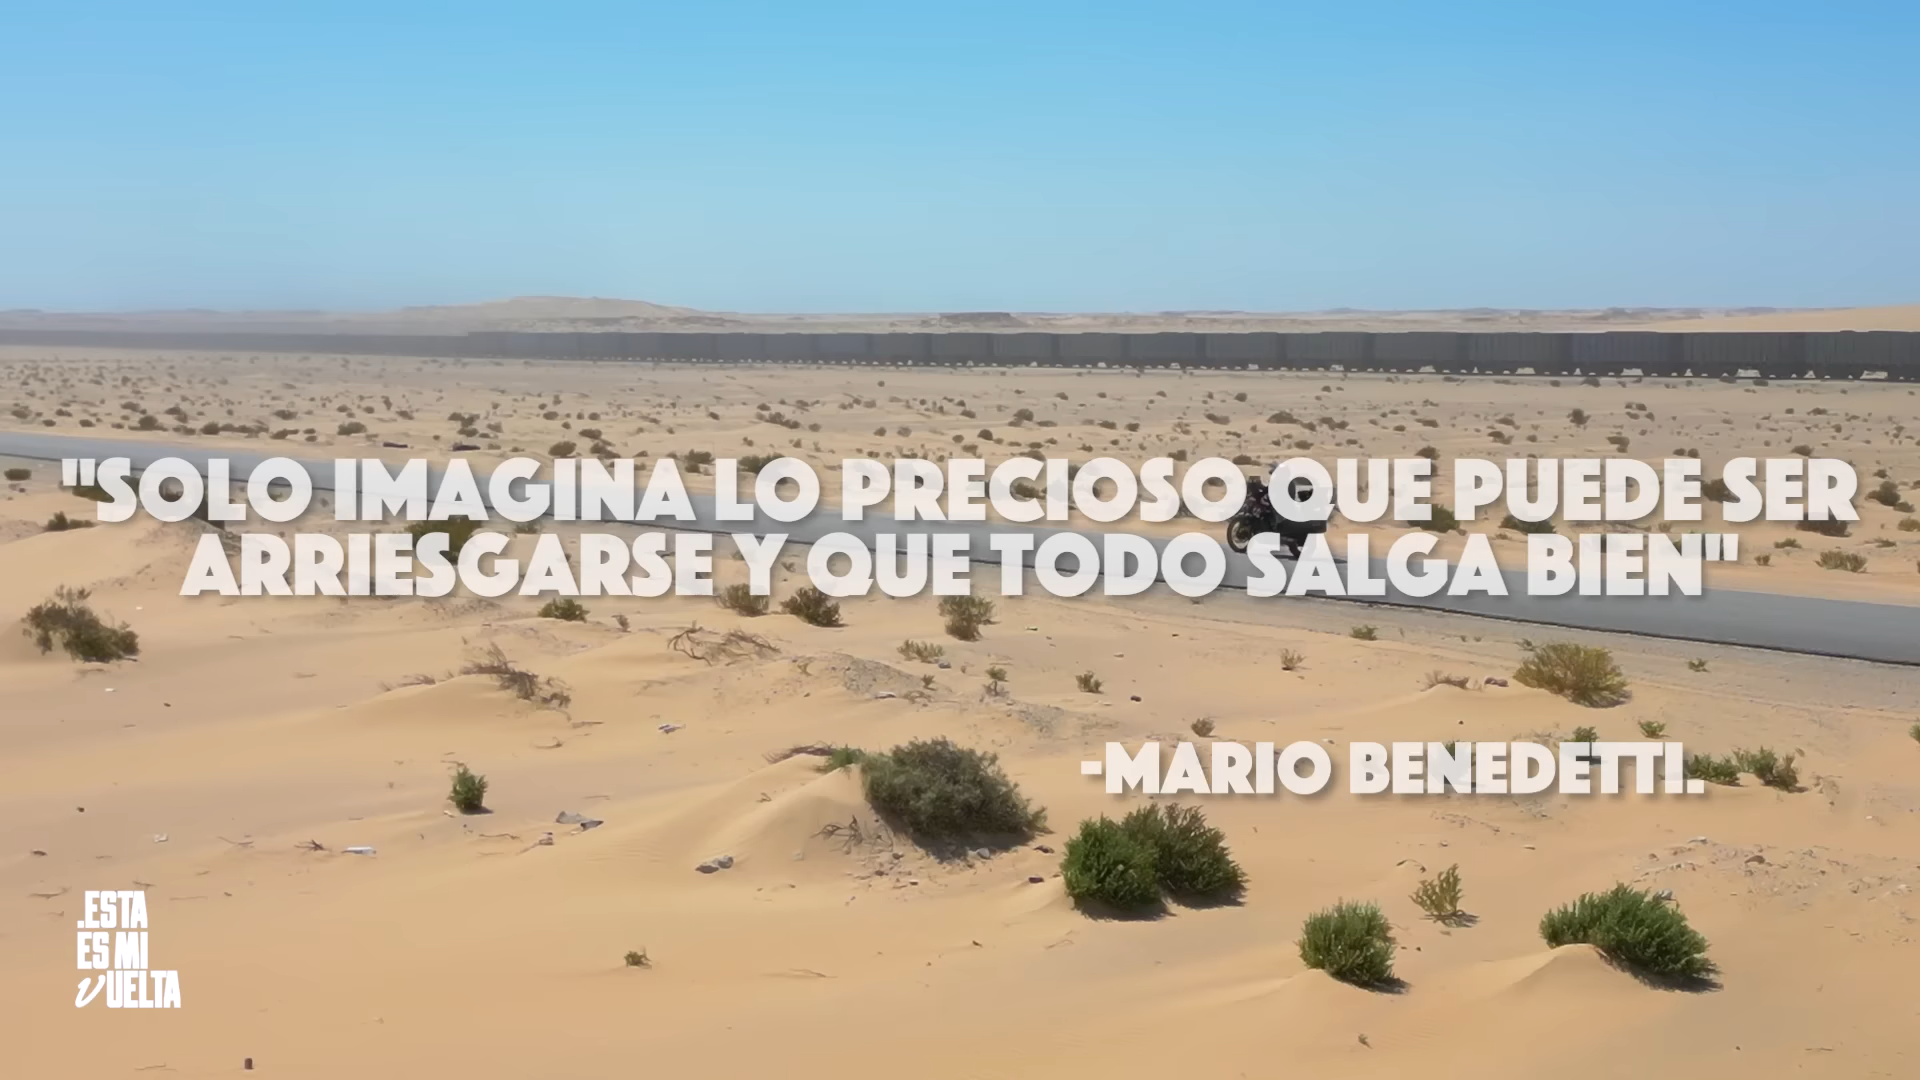 "SOLO IMAGINA LO PRECIOSO QUE PUEDE SER
ARRIESGARSE Y QUE TODO SALGA BIEN"
-MARIO BENEDETTI.
.ESTA
ES MI
VUELTA